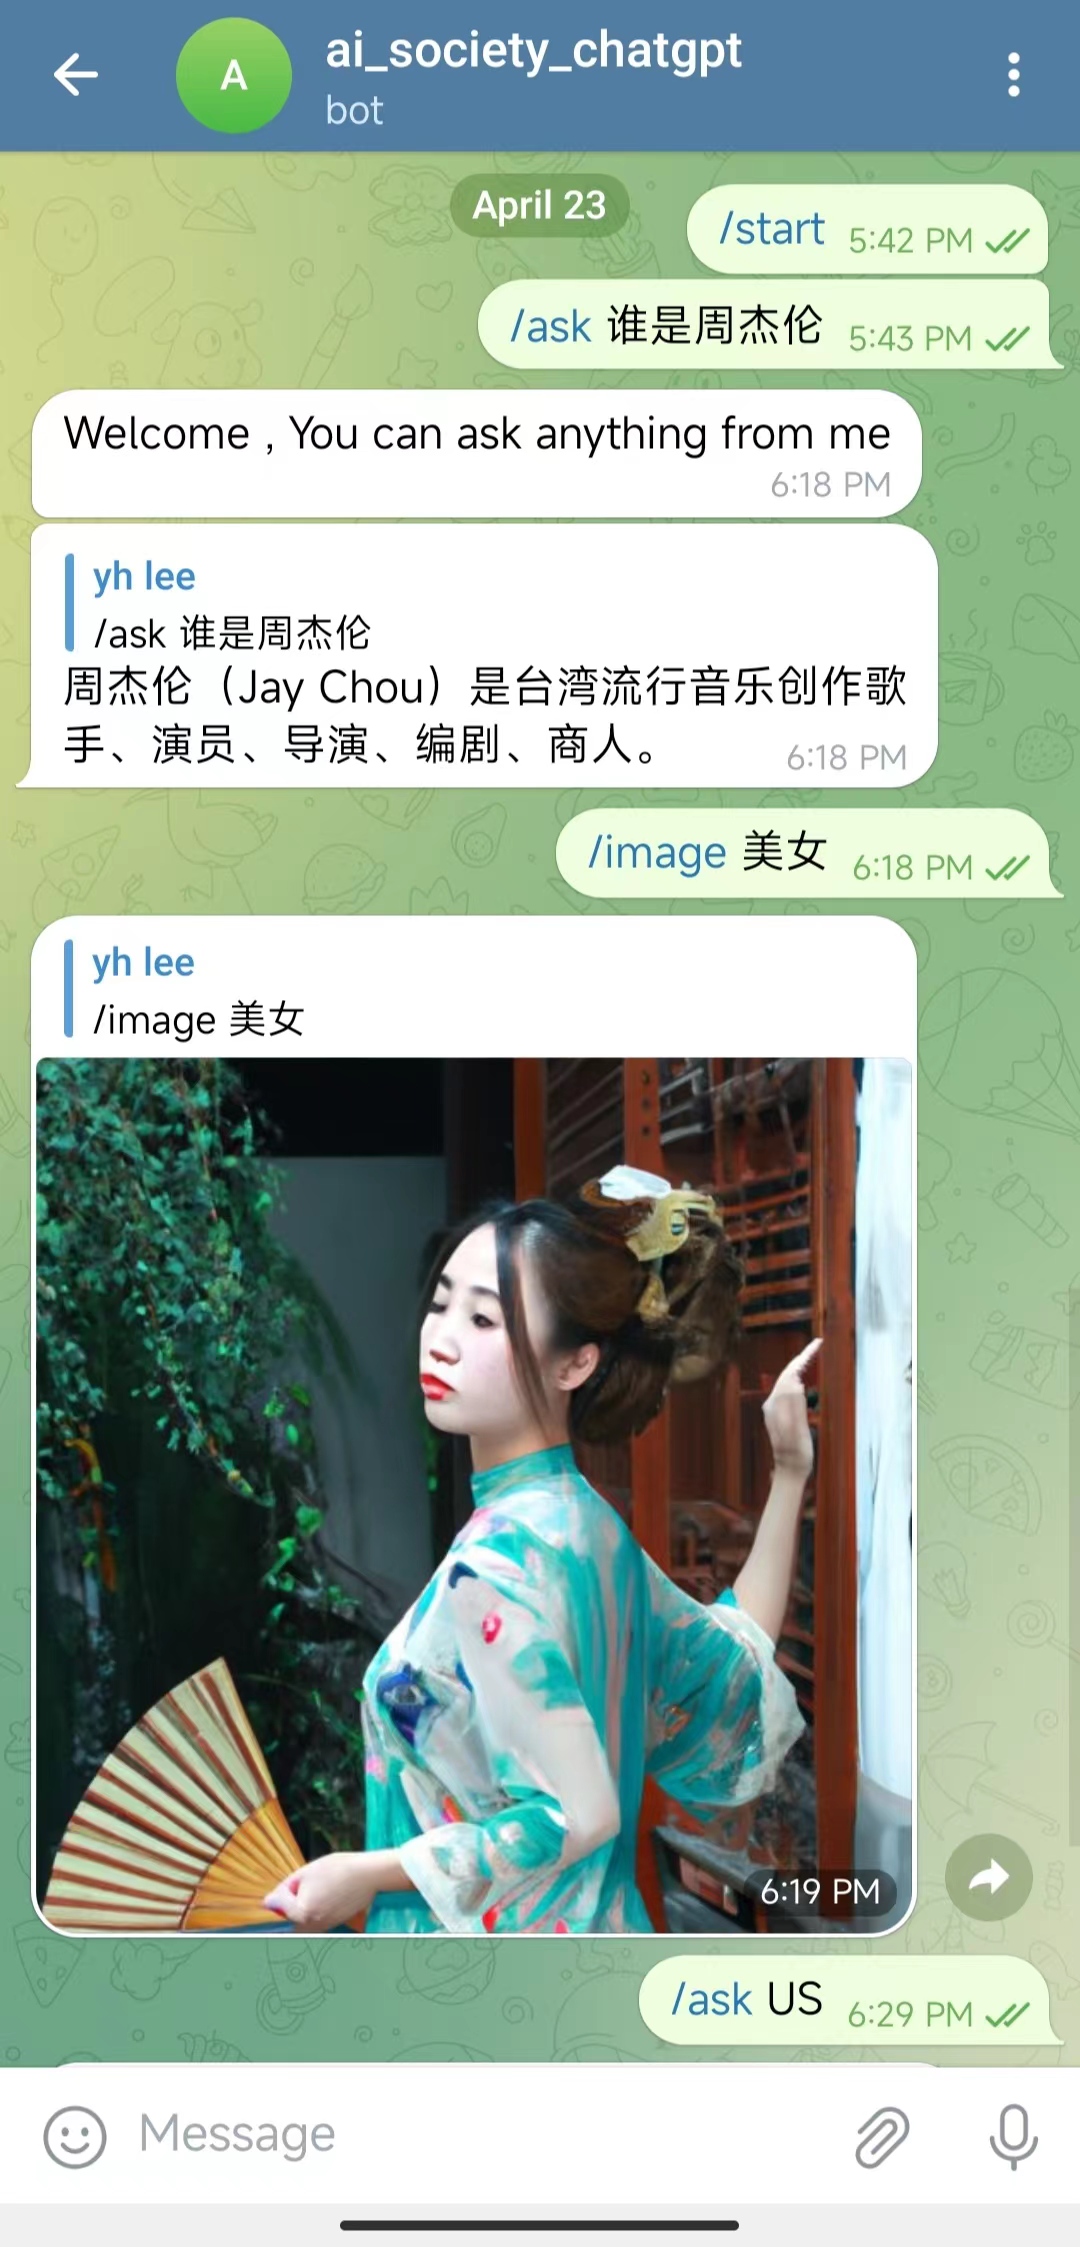 ai_society_chatgpt
A
bot
April 23
/start 5:42 PM
/ask 谁是周杰伦 5:43 PM
Welcome , You can ask anything from me
6:18 PM
yh lee
/ask 谁是周杰伦
周杰伦（Jay Chou）是台湾流行音乐创作歌
手、演员、导演、编剧、商人。 6:18 PM
/image 美女 6:18 PM
yh lee
/image 美女
6:19 PM
/ask US 6:29 PM
Message